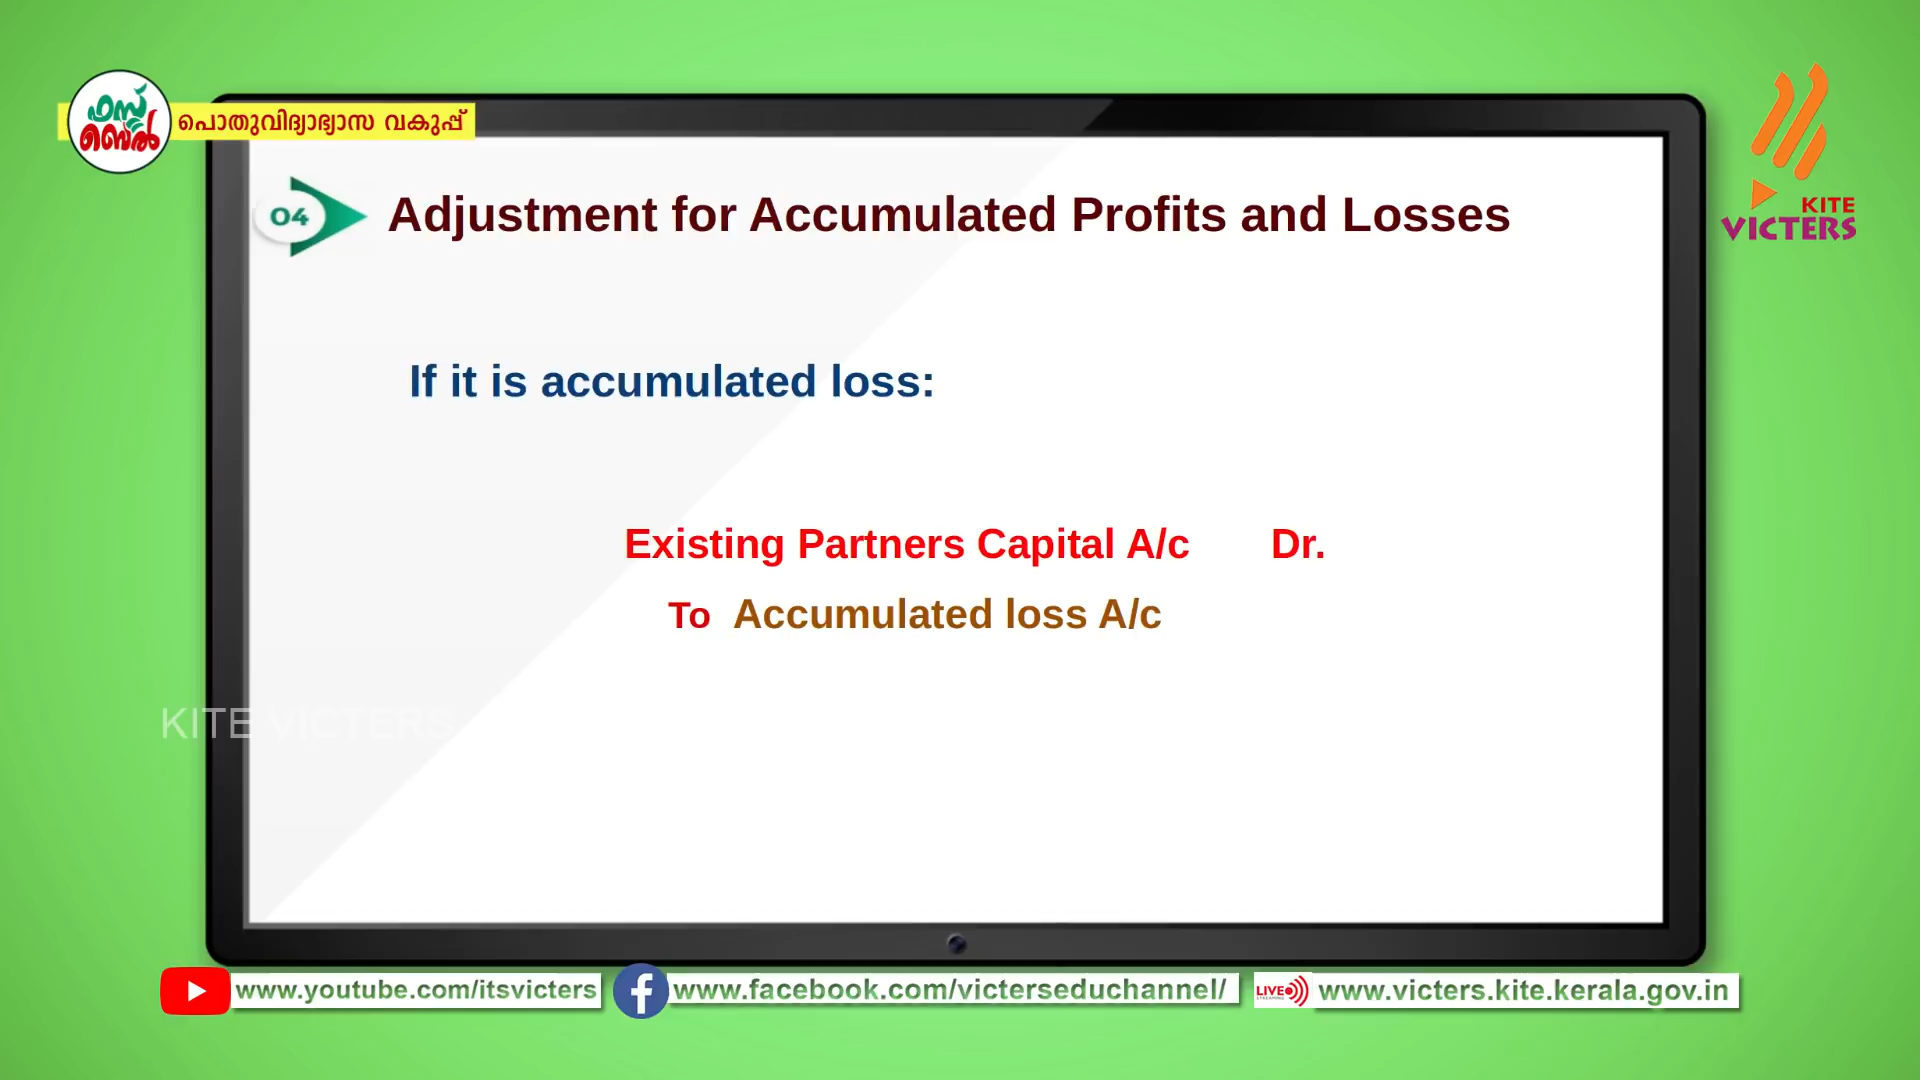 ഫസ്റ്റ്
ബെൽ
പൊതുവിദ്യാഭ്യാസ വകുപ്പ്
KITE
VICTERS
04 Adjustment for Accumulated Profits and Losses
If it is accumulated loss:
Existing Partners Capital A/c Dr.
To Accumulated loss A/c
KITE VICTERS
www.youtube.com/itsvicters
www.facebook.com/victerseduchannel/
LIVE
STREAMING
www.victers.kite.kerala.gov.in